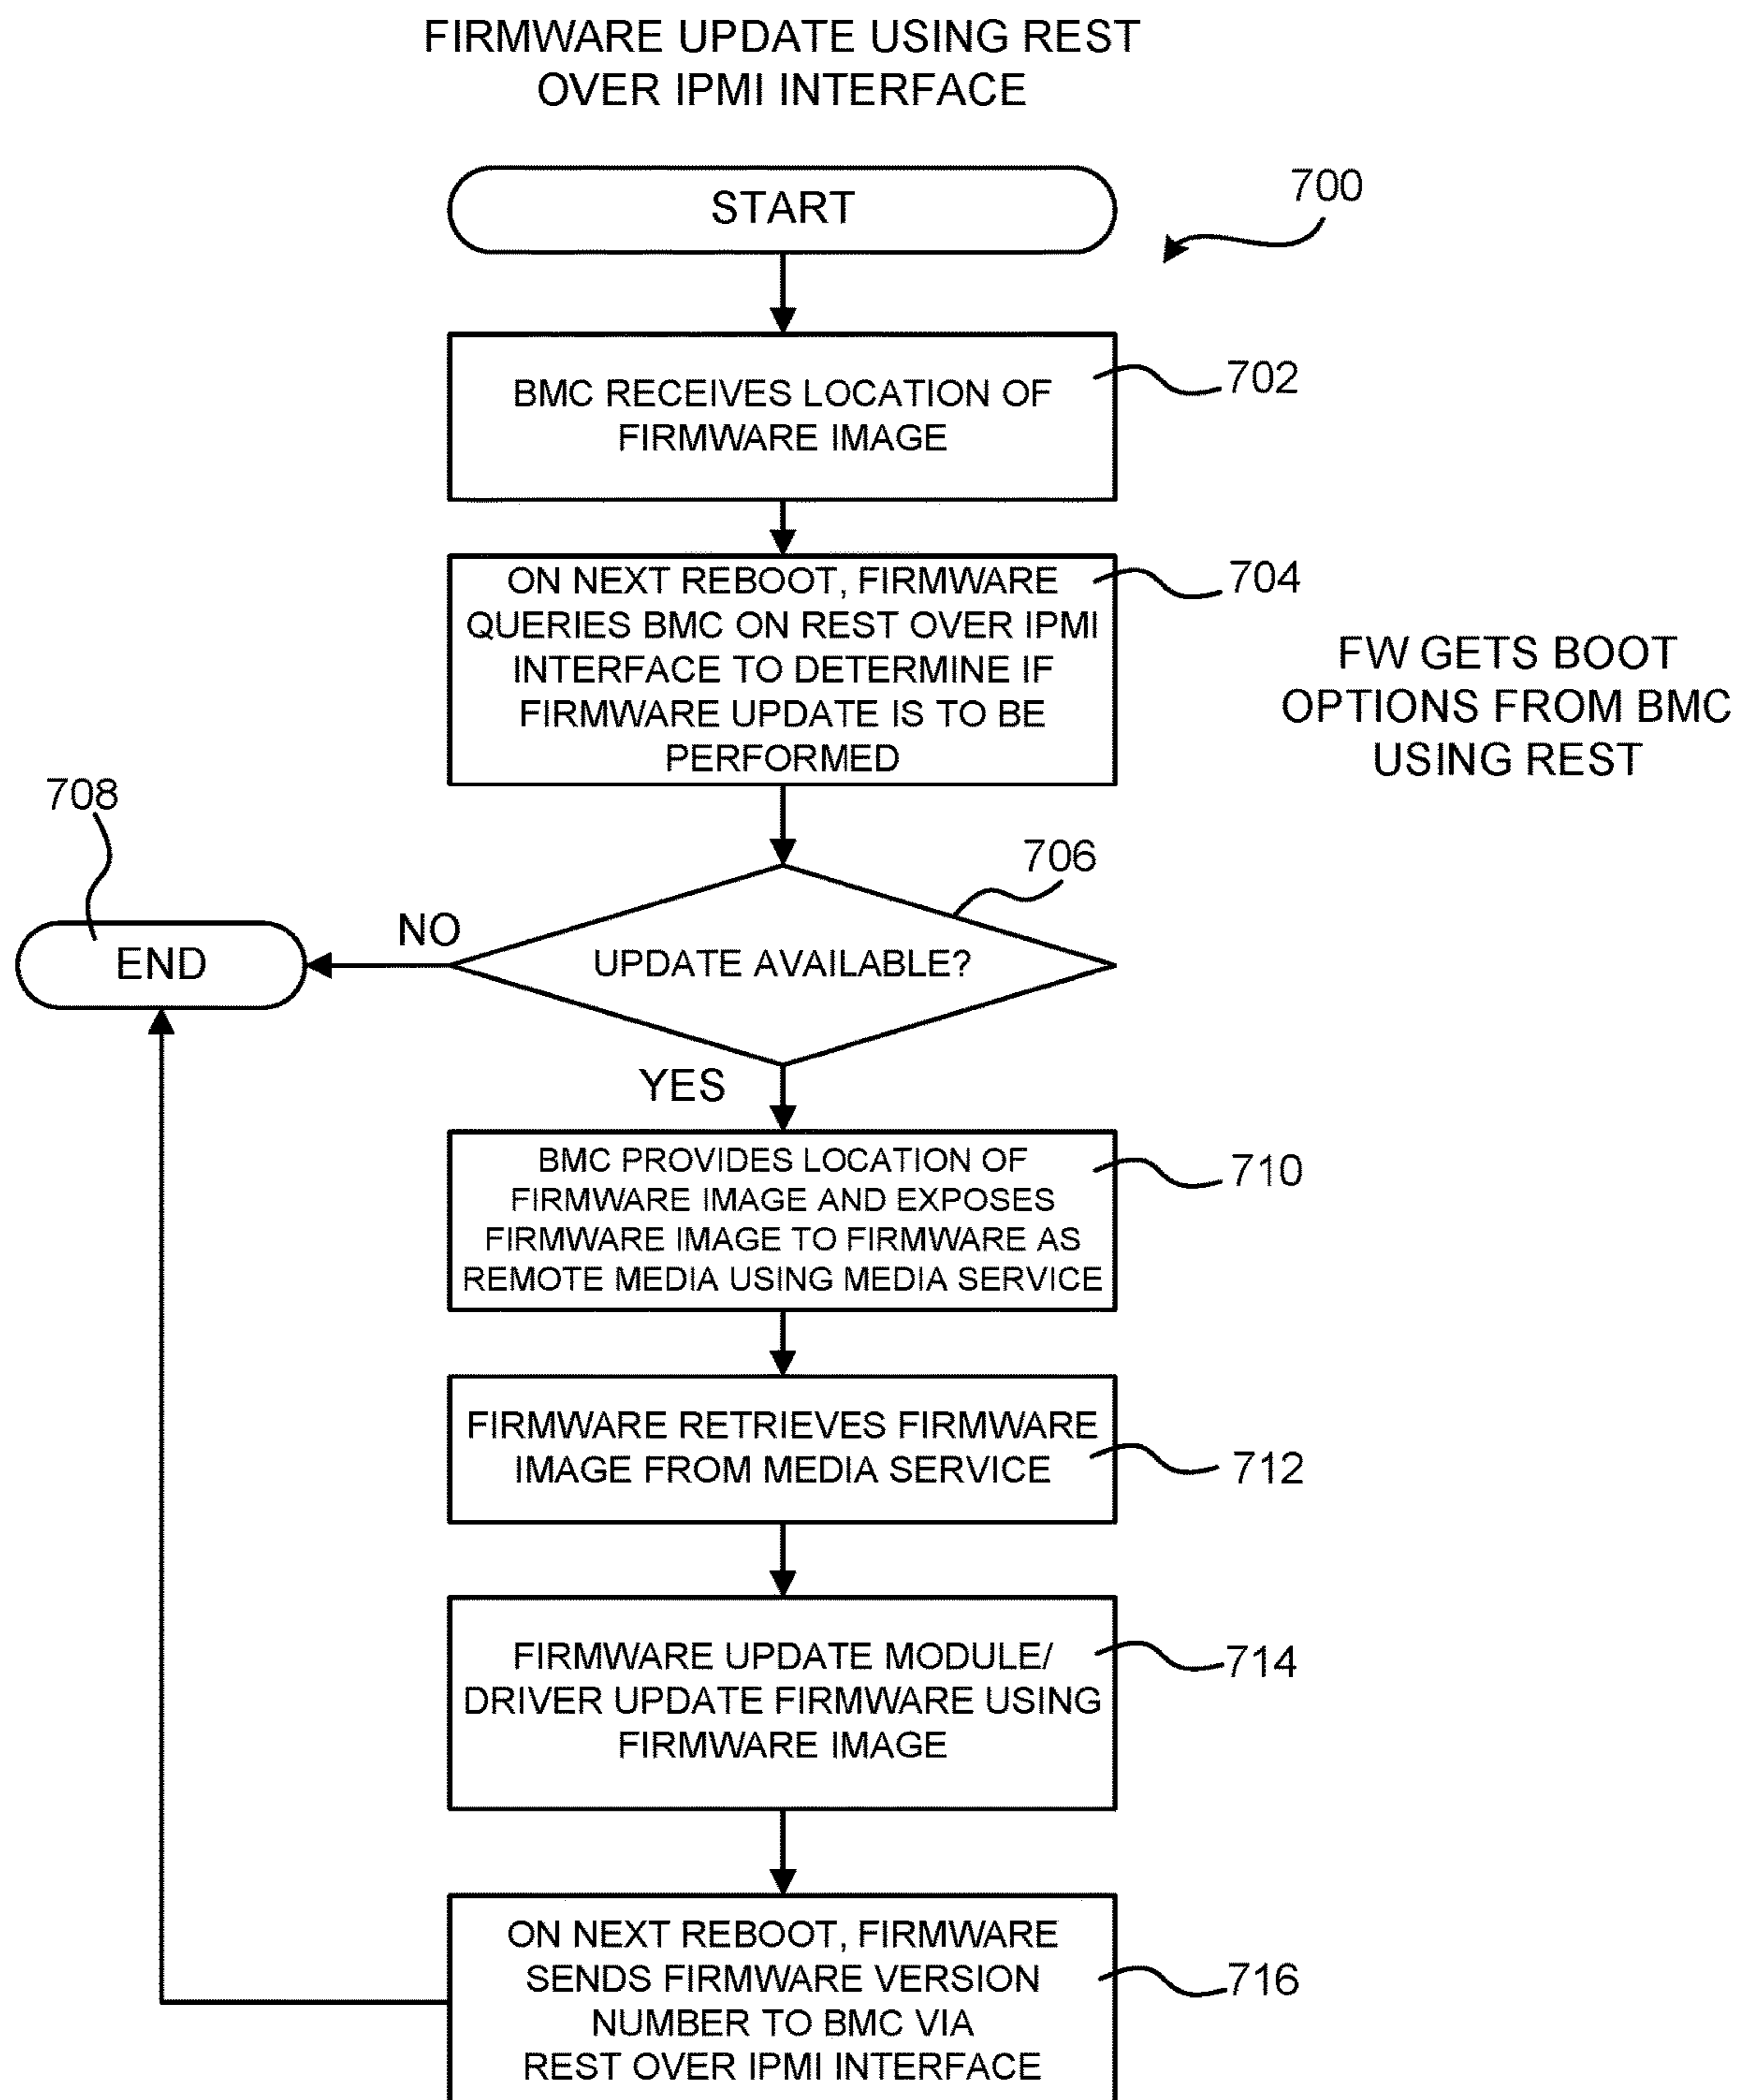 FIRMWARE UPDATE USING REST
OVER IPMI INTERFACE
START
700
BMC RECEIVES LOCATION OF
FIRMWARE IMAGE
702
ON NEXT REBOOT, FIRMWARE
QUERIES BMC ON REST OVER IPMI
INTERFACE TO DETERMINE IF
FIRMWARE UPDATE IS TO BE
PERFORMED
704
FW GETS BOOT
OPTIONS FROM BMC
USING REST
708
706
NO
END
UPDATE AVAILABLE?
YES
BMC PROVIDES LOCATION OF
FIRMWARE IMAGE AND EXPOSES
FIRMWARE IMAGE TO FIRMWARE AS
REMOTE MEDIA USING MEDIA SERVICE
710
FIRMWARE RETRIEVES FIRMWARE
IMAGE FROM MEDIA SERVICE
712
FIRMWARE UPDATE MODULE/
DRIVER UPDATE FIRMWARE USING
FIRMWARE IMAGE
714
ON NEXT REBOOT, FIRMWARE
SENDS FIRMWARE VERSION
NUMBER TO BMC VIA
REST OVER IPMI INTERFACE
716